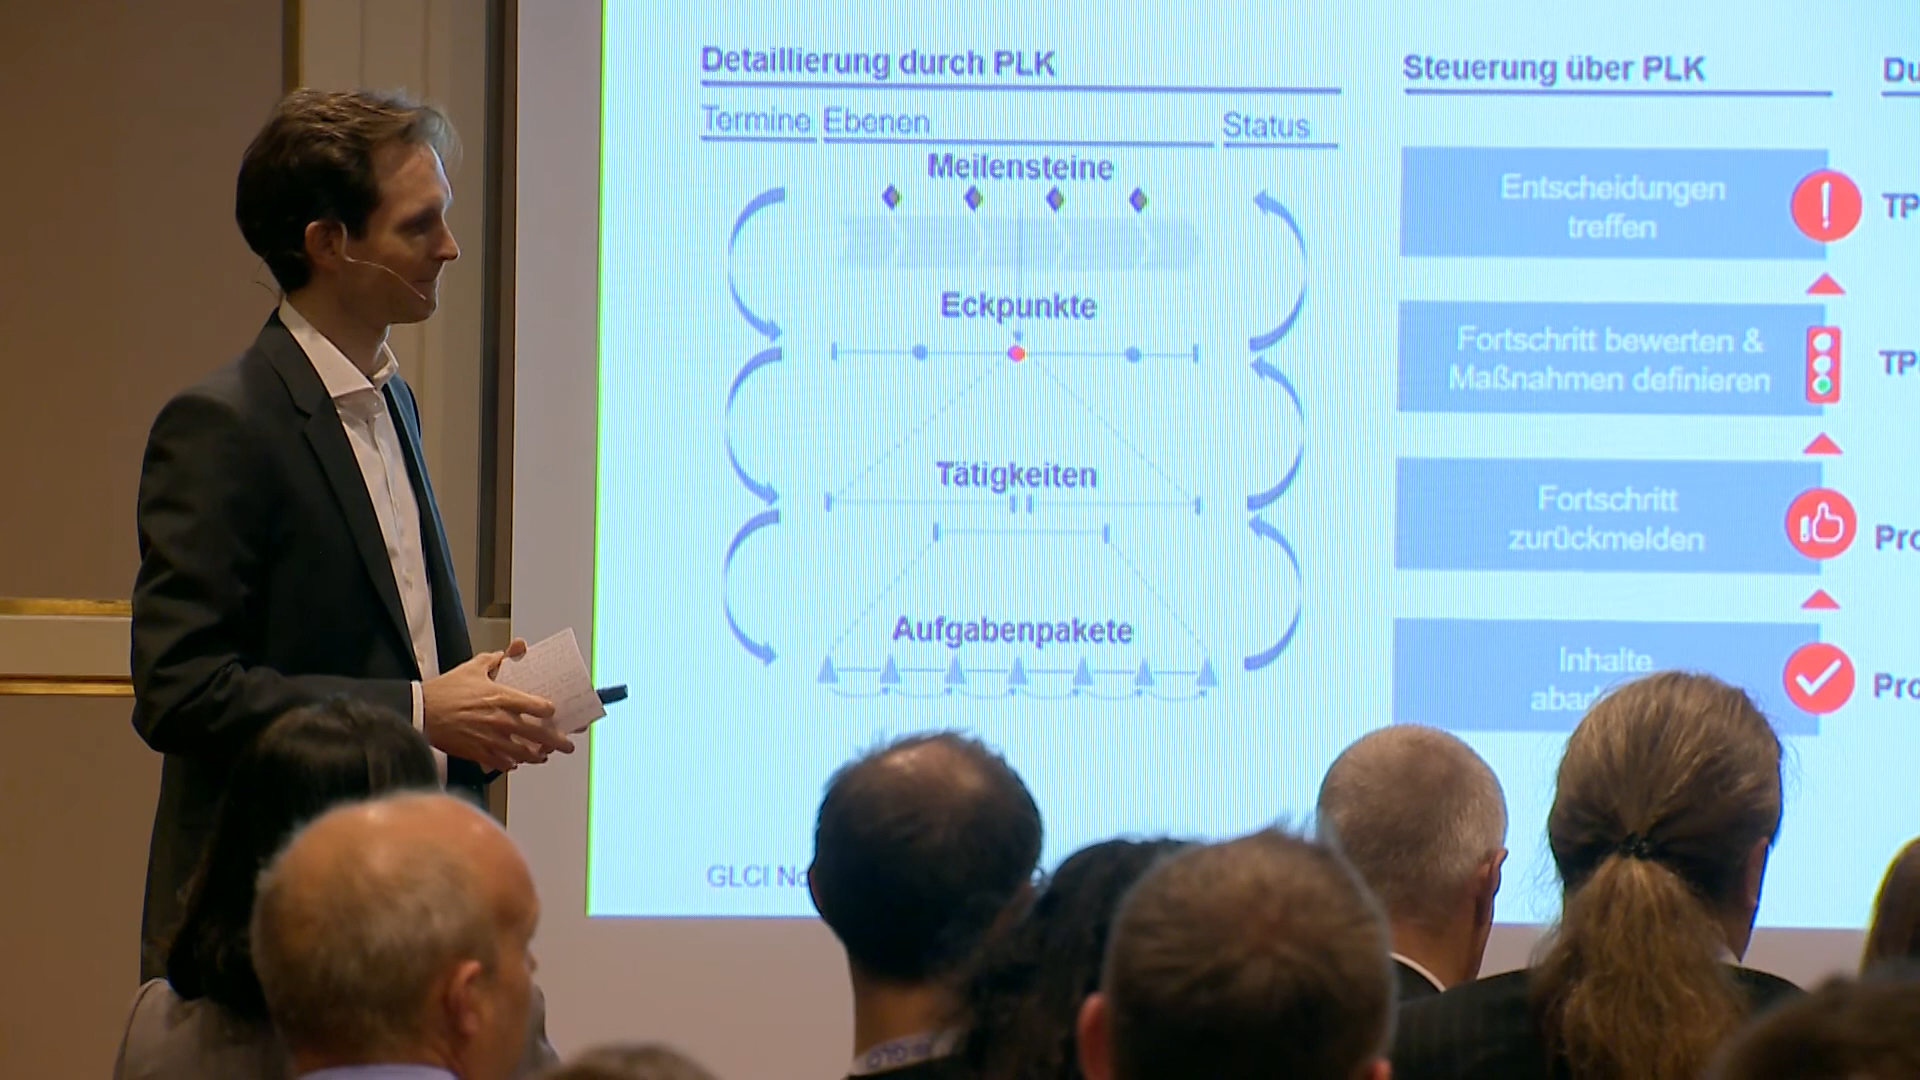 Detaillierung durch PLK
Termine Ebenen Status
Meilensteine
Eckpunkte
Tätigkeiten
Aufgabenpakete
GLCI
Steuerung über PLK
Entscheidungen
treffen
Fortschritt bewerten &
Maßnahmen definieren
Fortschritt
zurückmelden
Inhalte
Du
TP
TP
Pro
Pro